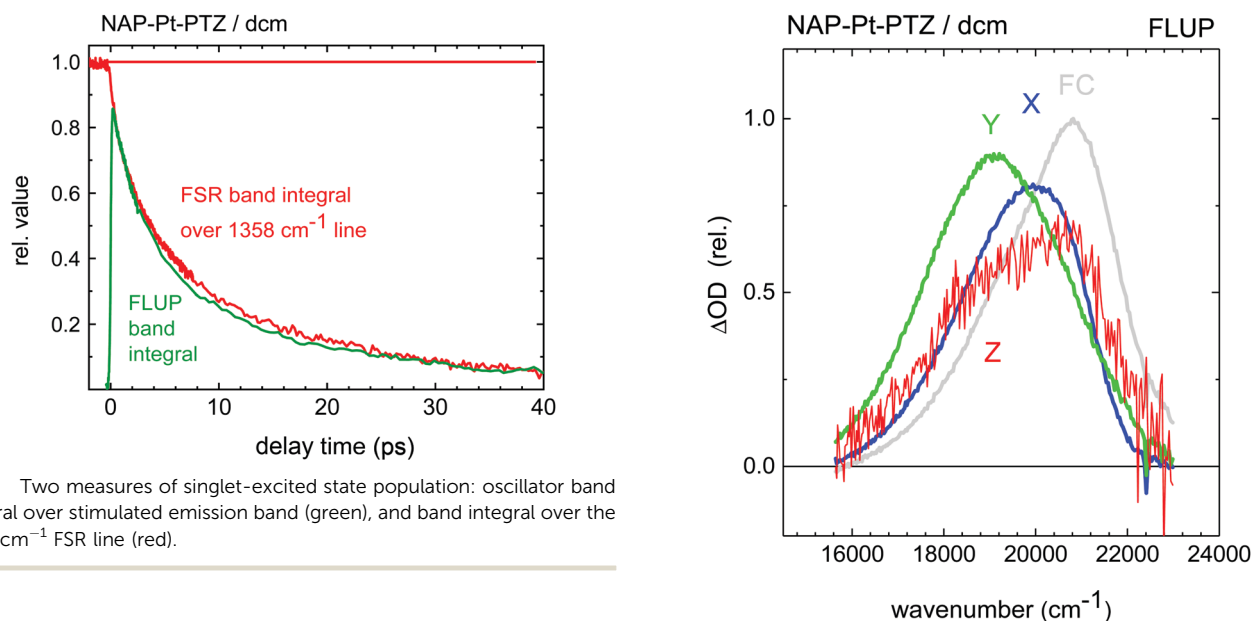 NAP-Pt-PTZ / dcm
1.0
0.8
0.6
0.4
0.2
rel. value
FSR band integral
over 1358 cm⁻¹ line
FLUP
band
integral
0
10
20
30
40
delay time (ps)
Two measures of singlet-excited state population: oscillator band
ral over stimulated emission band (green), and band integral over the
cm⁻¹ FSR line (red).
NAP-Pt-PTZ / dcm
FLUP
FC
X
Y
Z
1.0
0.5
0.0
ΔOD (rel.)
16000
18000
20000
22000
24000
wavenumber (cm⁻¹)